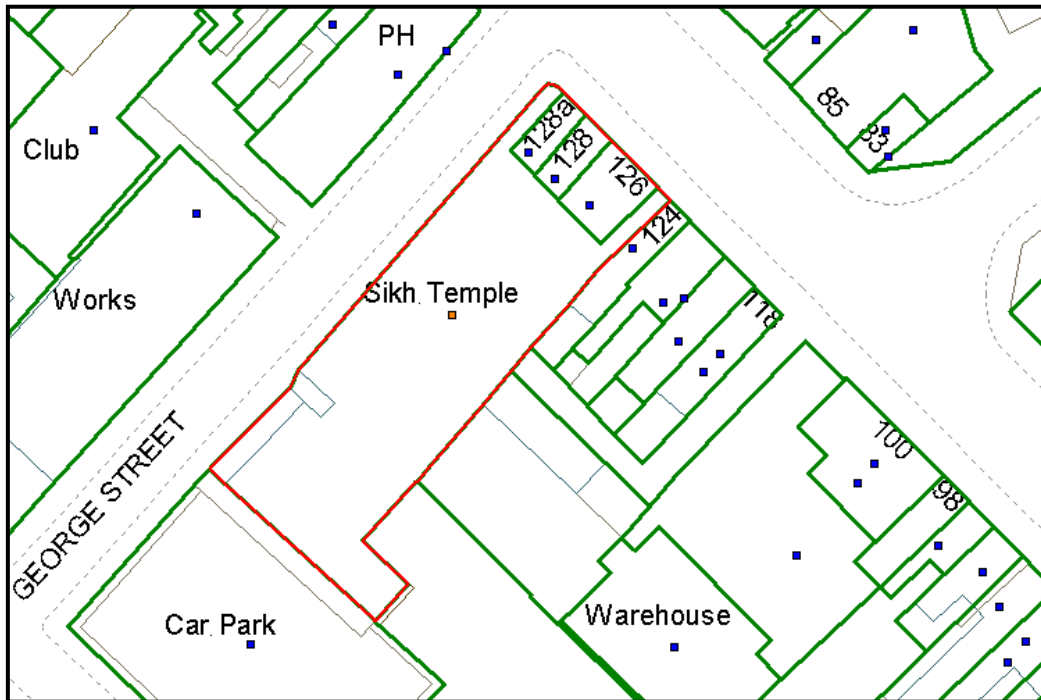 PH
128a
128
126
85
83
Club
124
Sikh Temple
Works
118
100
98
GEORGE STREET
Warehouse
Car Park